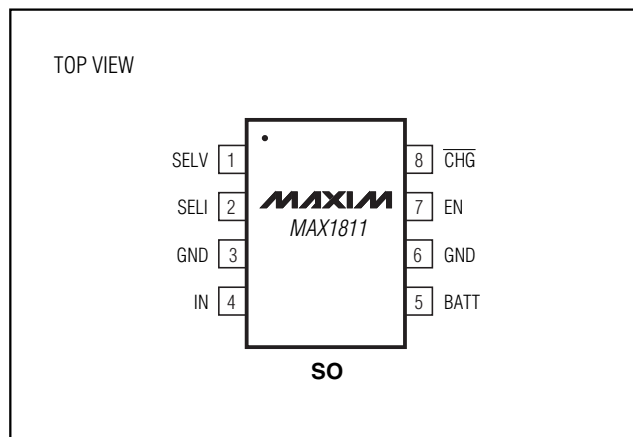 TOP VIEW
SELV 1
SELI 2
GND 3
IN 4
MAXIM
MAX1811
8 C̅H̅G̅
7 EN
6 GND
5 BATT
SO